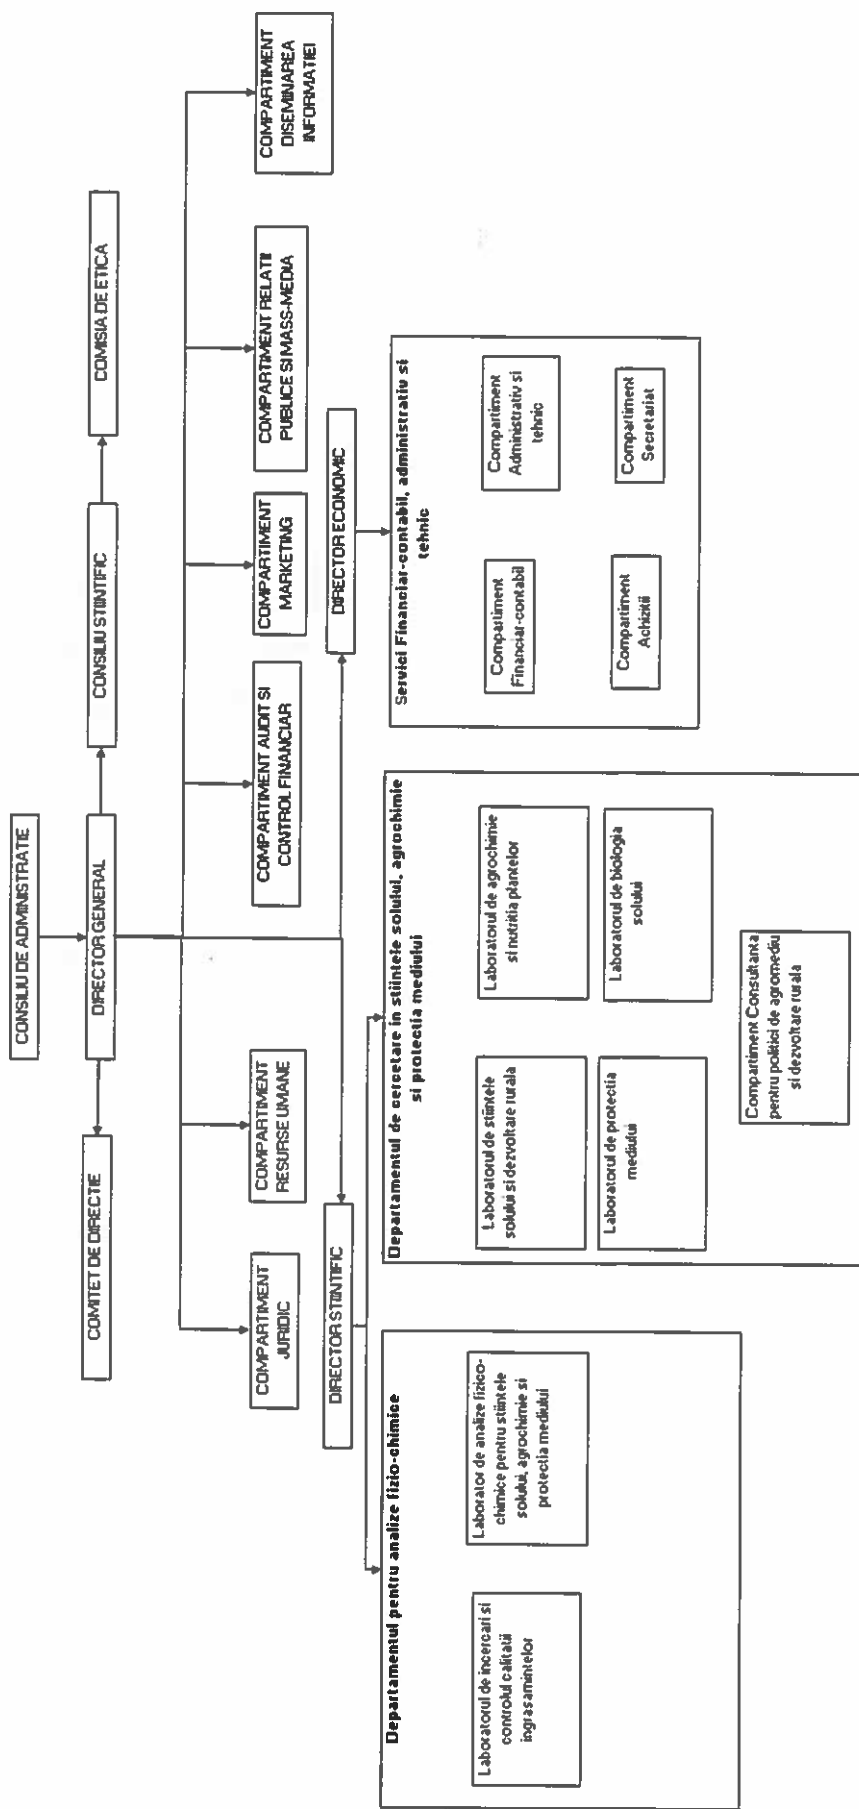 CONSILIU DE ADMINISTRATIE
COMITET DE DIRECTIE
DIRECTOR GENERAL
CONSILIU STIINTIFIC
COMISIA DE ETICA
COMPARTIMENT
JURIDIC
COMPARTIMENT
RESURSE UMANE
COMPARTIMENT AUDIT SI
CONTROL FINANCIAR
COMPARTIMENT
MARKETING
COMPARTIMENT RELATII
PUBLICE SI MASS-MEDIA
COMPARTIMENT
DISEMINAREA
INFORMATIEI
DIRECTOR STIINTIFIC
DIRECTOR ECONOMIC
Departamentul pentru analize fizio-chimice
Laboratorul de incercari si
controlul calitatii
ingrasamintelor
Laborator de analize fizico-
chimice pentru stiintele
solului, agrochimie si
protectia mediului
Departamentul de cercetare in stiintele solului, agrochimie
si protectia mediului
Laboratorul de stiintele
solului si dezvoltare rurala
Laboratorul de agrochimie
si nutritia plantelor
Laboratorul de protectia
mediului
Laboratorul de biologia
solului
Compartiment Consultanta
pentru politici de agromediu
si dezvoltare rurala
Servicii Financiar-contabil, administrativ si
tehnic
Compartiment
Financiar-contabil
Compartiment
Administrativ si
tehnic
Compartiment
Achizitii
Compartiment
Secretariat